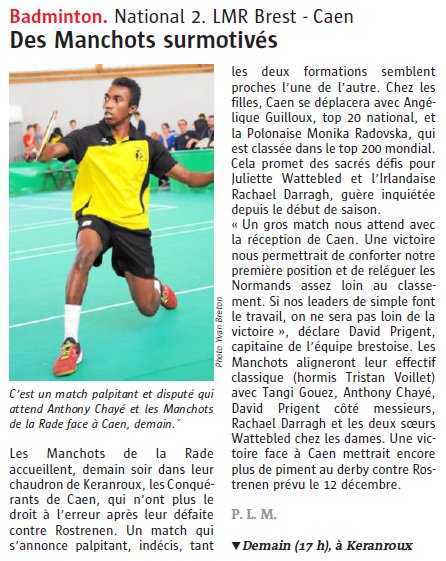 Badminton. National 2. LMR Brest - Caen
Des Manchots surmotivés
Photo Yvan Breton
C'est un match palpitant et disputé qui
attend Anthony Chayé et les Manchots
de la Rade face à Caen, demain.ˇ
Les Manchots de la Rade
accueillent, demain soir dans leur
chaudron de Keranroux, les Conqué-
rants de Caen, qui n'ont plus le
droit à l'erreur après leur défaite
contre Rostrenen. Un match qui
s'annonce palpitant, indécis, tant
les deux formations semblent
proches l'une de l'autre. Chez les
filles, Caen se déplacera avec Angé-
lique Guilloux, top 20 national, et
la Polonaise Monika Radovska, qui
est classée dans le top 200 mondial.
Cela promet des sacrés défis pour
Juliette Wattebled et l'Irlandaise
Rachael Darragh, guère inquiétée
depuis le début de saison.
« Un gros match nous attend avec
la réception de Caen. Une victoire
nous permettrait de conforter notre
première position et de reléguer les
Normands assez loin au classe-
ment. Si nos leaders de simple font
le travail, on ne sera pas loin de la
victoire », déclare David Prigent,
capitaine de l'équipe brestoise. Les
Manchots aligneront leur effectif
classique (hormis Tristan Voillet)
avec Tangi Gouez, Anthony Chayé,
David Prigent côté messieurs,
Rachael Darragh et les deux sœurs
Wattebled chez les dames. Une vic-
toire face à Caen mettrait encore
plus de piment au derby contre Ros-
trenen prévu le 12 décembre.
P. L. M.
▼Demain (17 h), à Keranroux